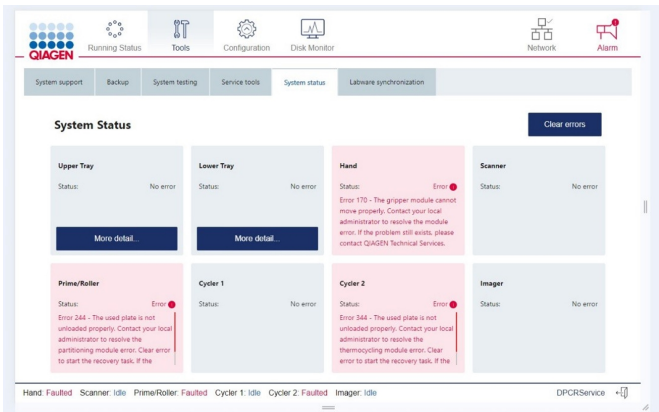 QIAGEN
Running Status
Tools
Configuration
Disk Monitor
Network
Alarm
System support
Backup
System testing
Service tools
System status
Labware synchronization
System Status
Clear errors
Upper Tray
Status: No error
More detail...
Lower Tray
Status: No error
More detail...
Hand
Status: Error
Error 170 - The gripper module cannot
move properly. Contact your local
administrator to resolve the module
error. If the problem still exists, please
contact QIAGEN Technical Services.
Scanner
Status: No error
Prime/Roller
Status: Error
Error 244 - The used plate is not
unloaded properly. Contact your local
administrator to resolve the
partitioning module error. Clear error
to start the recovery task. If the
Cycler 1
Status: No error
Cycler 2
Status: Error
Error 344 - The used plate is not
unloaded properly. Contact your local
administrator to resolve the
thermocycling module error. Clear
error to start the recovery task. If the
Imager
Status: No error
Hand: Faulted Scanner: Idle Prime/Roller: Faulted Cycler 1: Idle Cycler 2: Faulted Imager: Idle
DPCRService